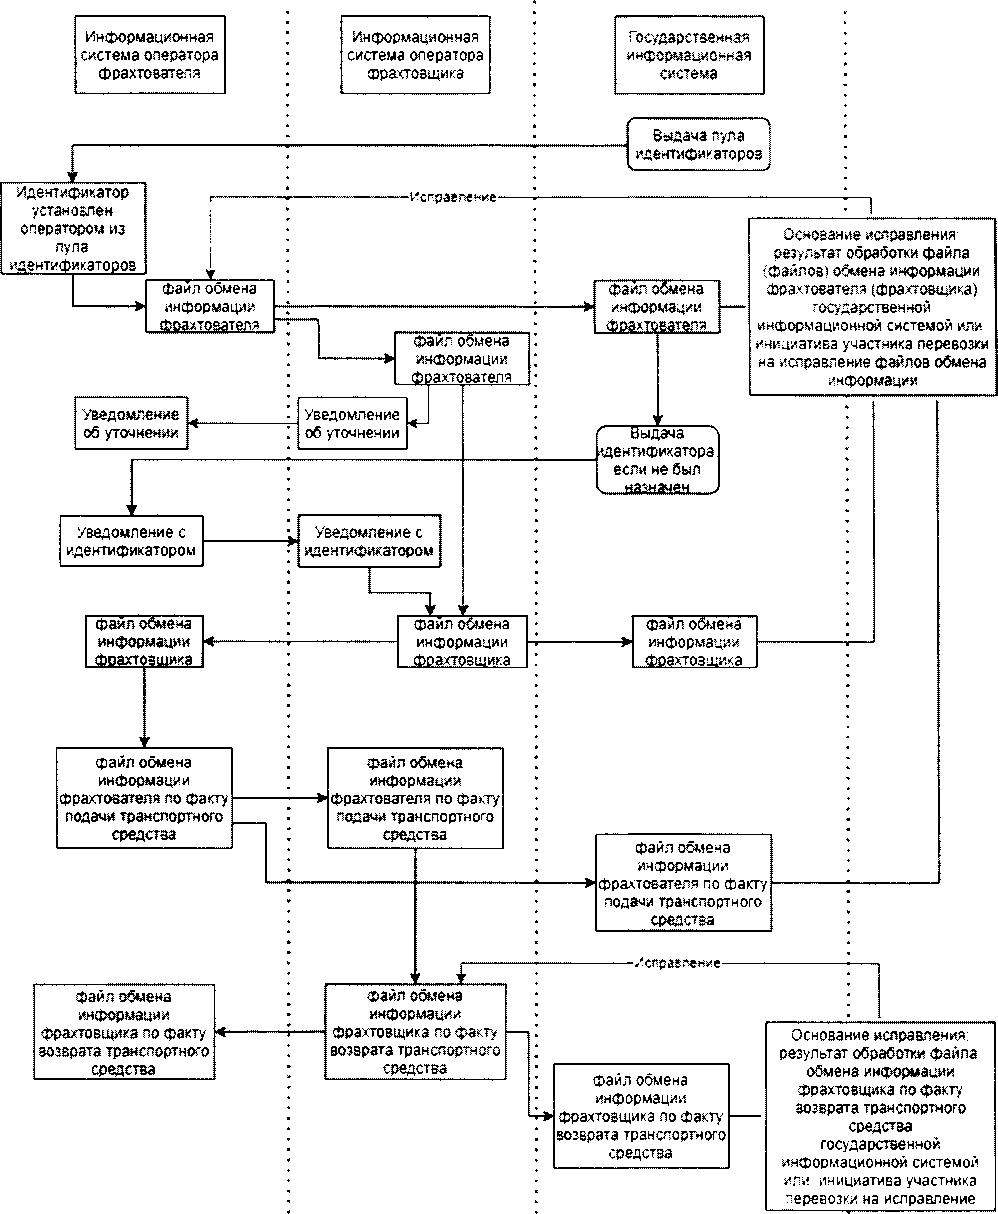 Информационная
система оператора
фрахтователя
Информационная
система оператора
фрахтовщика
Государственная
информационная
система
Выдача пула
идентификаторов
Идентификатор
установлен
оператором из
пула
идентификаторов
Исправление
Основание исправления:
результат обработки файла
(файлов) обмена информации
фрахтователя (фрахтовщика)
государственной
информационной системой или
инициатива участника перевозки
на исправление файлов обмена
информации
файл обмена
информации
фрахтователя
файл обмена
информации
фрахтователя
файл обмена
информации
фрахтователя
Уведомление
об уточнении
Уведомление
об уточнении
Выдача
идентификатора
если не был
назначен
Уведомление с
идентификатором
Уведомление с
идентификатором
файл обмена
информации
фрахтовщика
файл обмена
информации
фрахтовщика
файл обмена
информации
фрахтовщика
файл обмена
информации
фрахтователя по факту
подачи транспортного
средства
файл обмена
информации
фрахтователя по факту
подачи транспортного
средства
файл обмена
информации
фрахтователя по факту
подачи транспортного
средства
Исправление
файл обмена
информации
фрахтовщика по факту
возврата транспортного
средства
файл обмена
информации
фрахтовщика по факту
возврата транспортного
средства
файл обмена
информации
фрахтовщика по факту
возврата транспортного
средства
Основание исправления:
результат обработки файла
обмена информации
фрахтовщика по факту
возврата транспортного
средства
государственной
информационной системой
или инициатива участника
перевозки на исправление